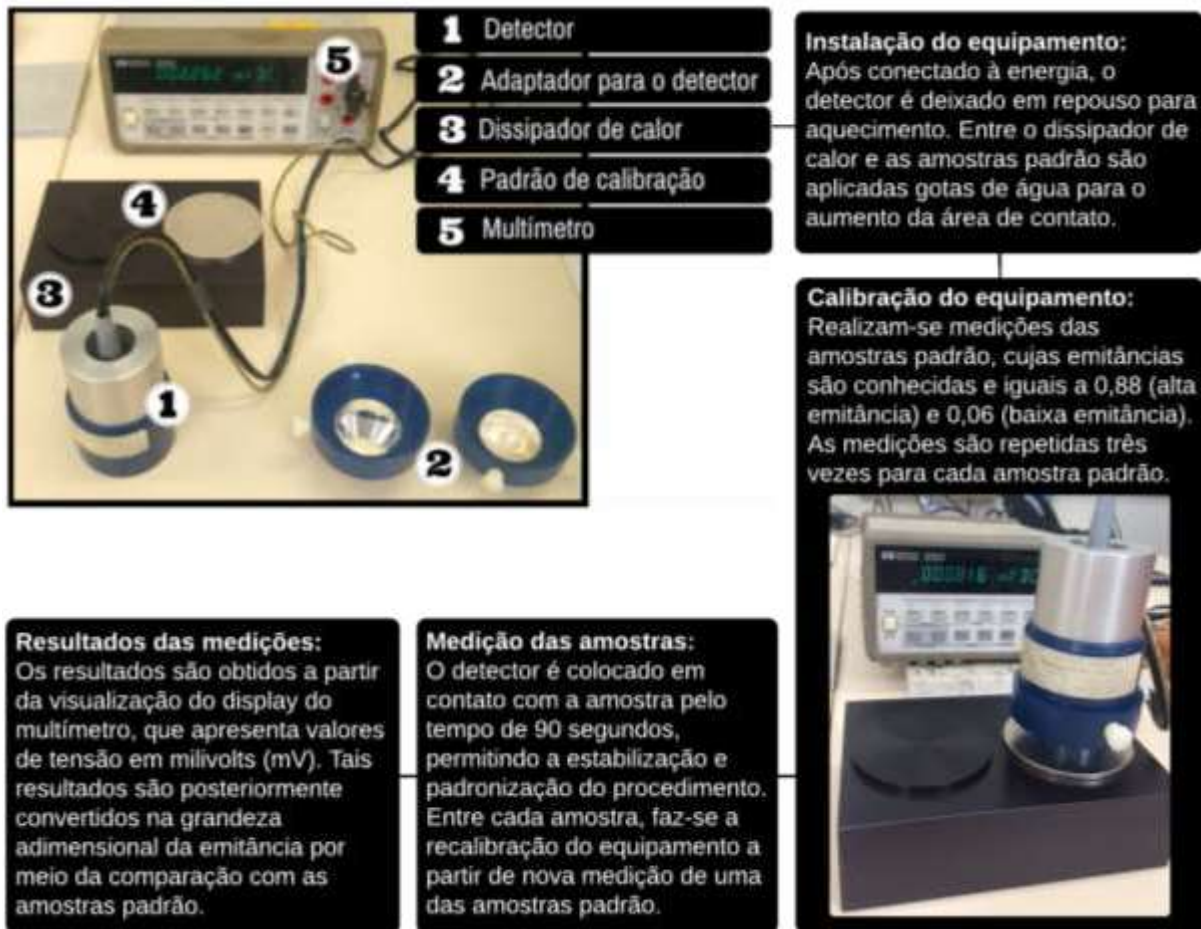 1 Detector
2 Adaptador para o detector
3 Dissipador de calor
4 Padrão de calibração
5 Multímetro
5
4
3
1
2
Instalação do equipamento:
Após conectado à energia, o
detector é deixado em repouso para
aquecimento. Entre o dissipador de
calor e as amostras padrão são
aplicadas gotas de água para o
aumento da área de contato.
Calibração do equipamento:
Realizam-se medições das
amostras padrão, cujas emitâncias
são conhecidas e iguais a 0,88 (alta
emitância) e 0,06 (baixa emitância).
As medições são repetidas três
vezes para cada amostra padrão.
Medição das amostras:
O detector é colocado em
contato com a amostra pelo
tempo de 90 segundos,
permitindo a estabilização e
padronização do procedimento.
Entre cada amostra, faz-se a
recalibração do equipamento a
partir de nova medição de uma
das amostras padrão.
Resultados das medições:
Os resultados são obtidos a partir
da visualização do display do
multímetro, que apresenta valores
de tensão em milivolts (mV). Tais
resultados são posteriormente
convertidos na grandeza
adimensional da emitância por
meio da comparação com as
amostras padrão.